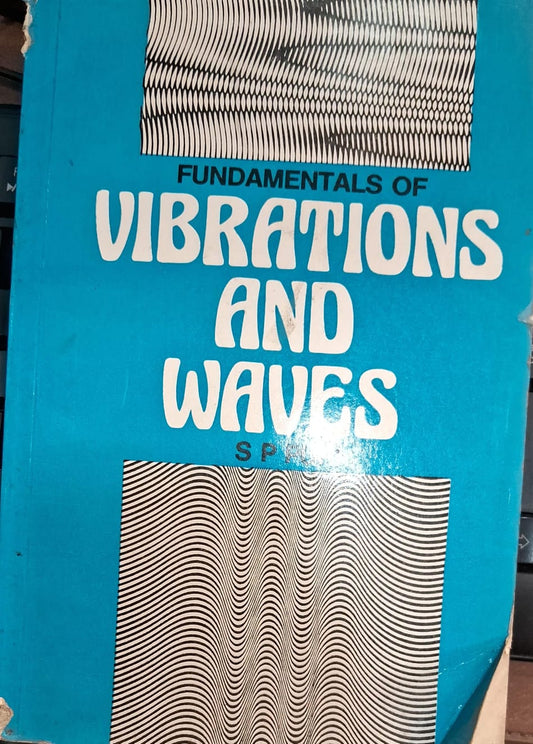 FUNDAMENTALS OF
VIBRATIONS
AND
WAVES
S P